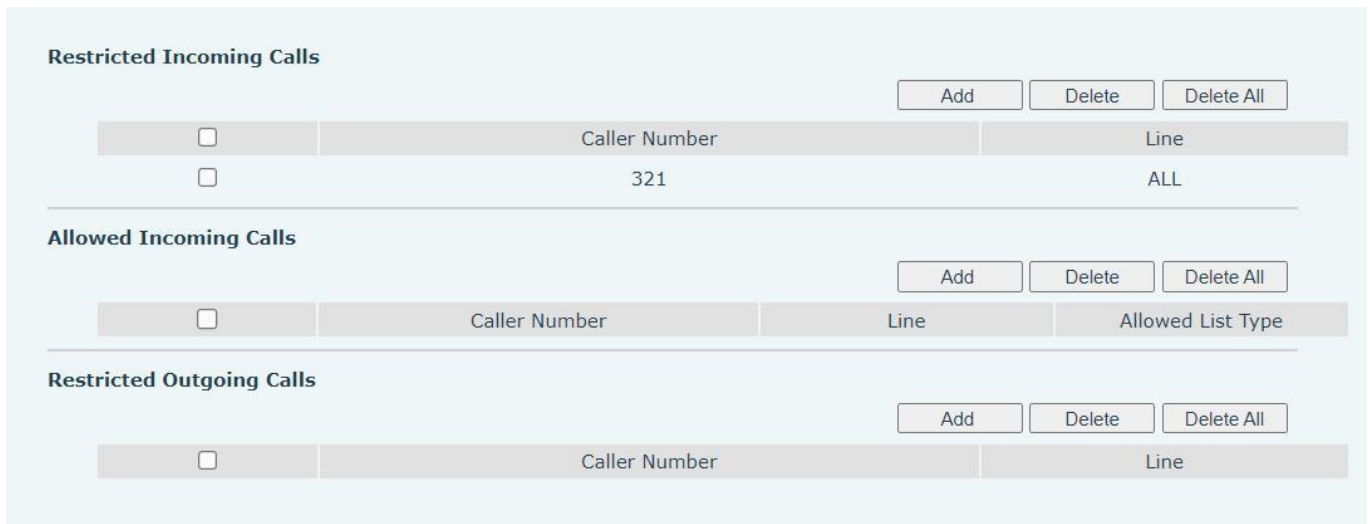 Restricted Incoming Calls
Add Delete Delete All
Caller Number Line
321 ALL
Allowed Incoming Calls
Add Delete Delete All
Caller Number Line Allowed List Type
Restricted Outgoing Calls
Add Delete Delete All
Caller Number Line